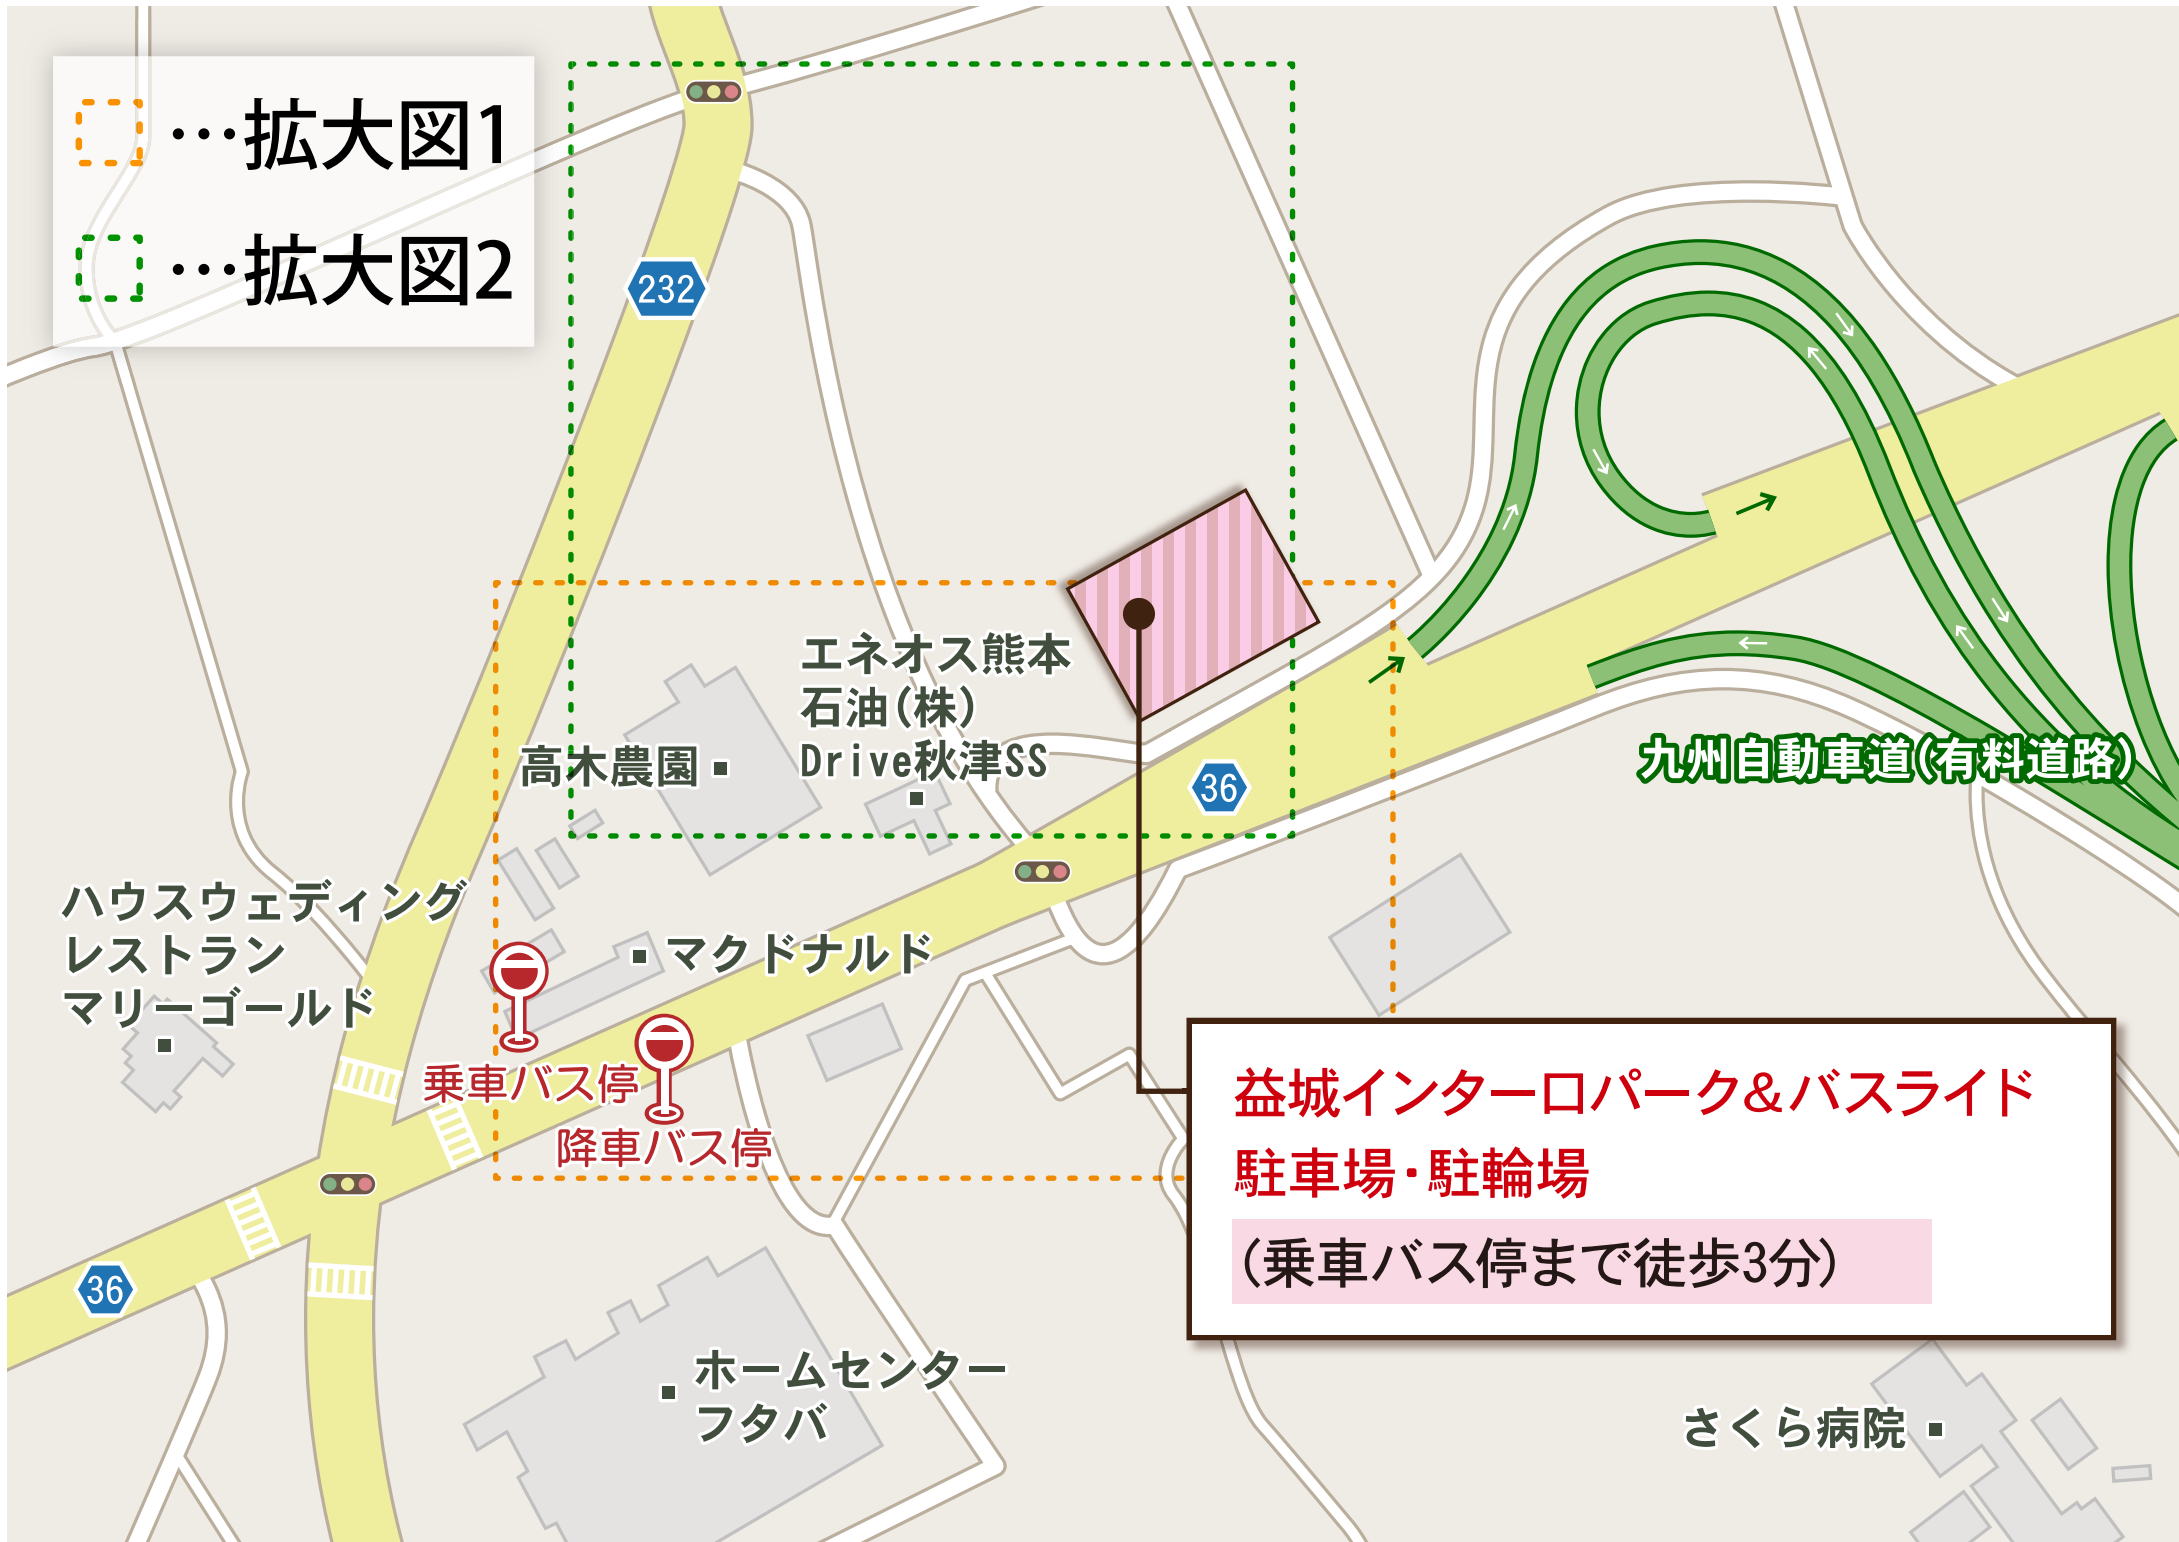 …拡大図1
…拡大図2
232
エネオス熊本
石油(株)
Drive秋津SS
高木農園
36
九州自動車道(有料道路)
ハウスウェディング
レストラン
マリーゴールド
マクドナルド
乗車バス停
降車バス停
益城インター口パーク&バスライド
駐車場・駐輪場
(乗車バス停まで徒歩3分)
36
ホームセンター
フタバ
さくら病院